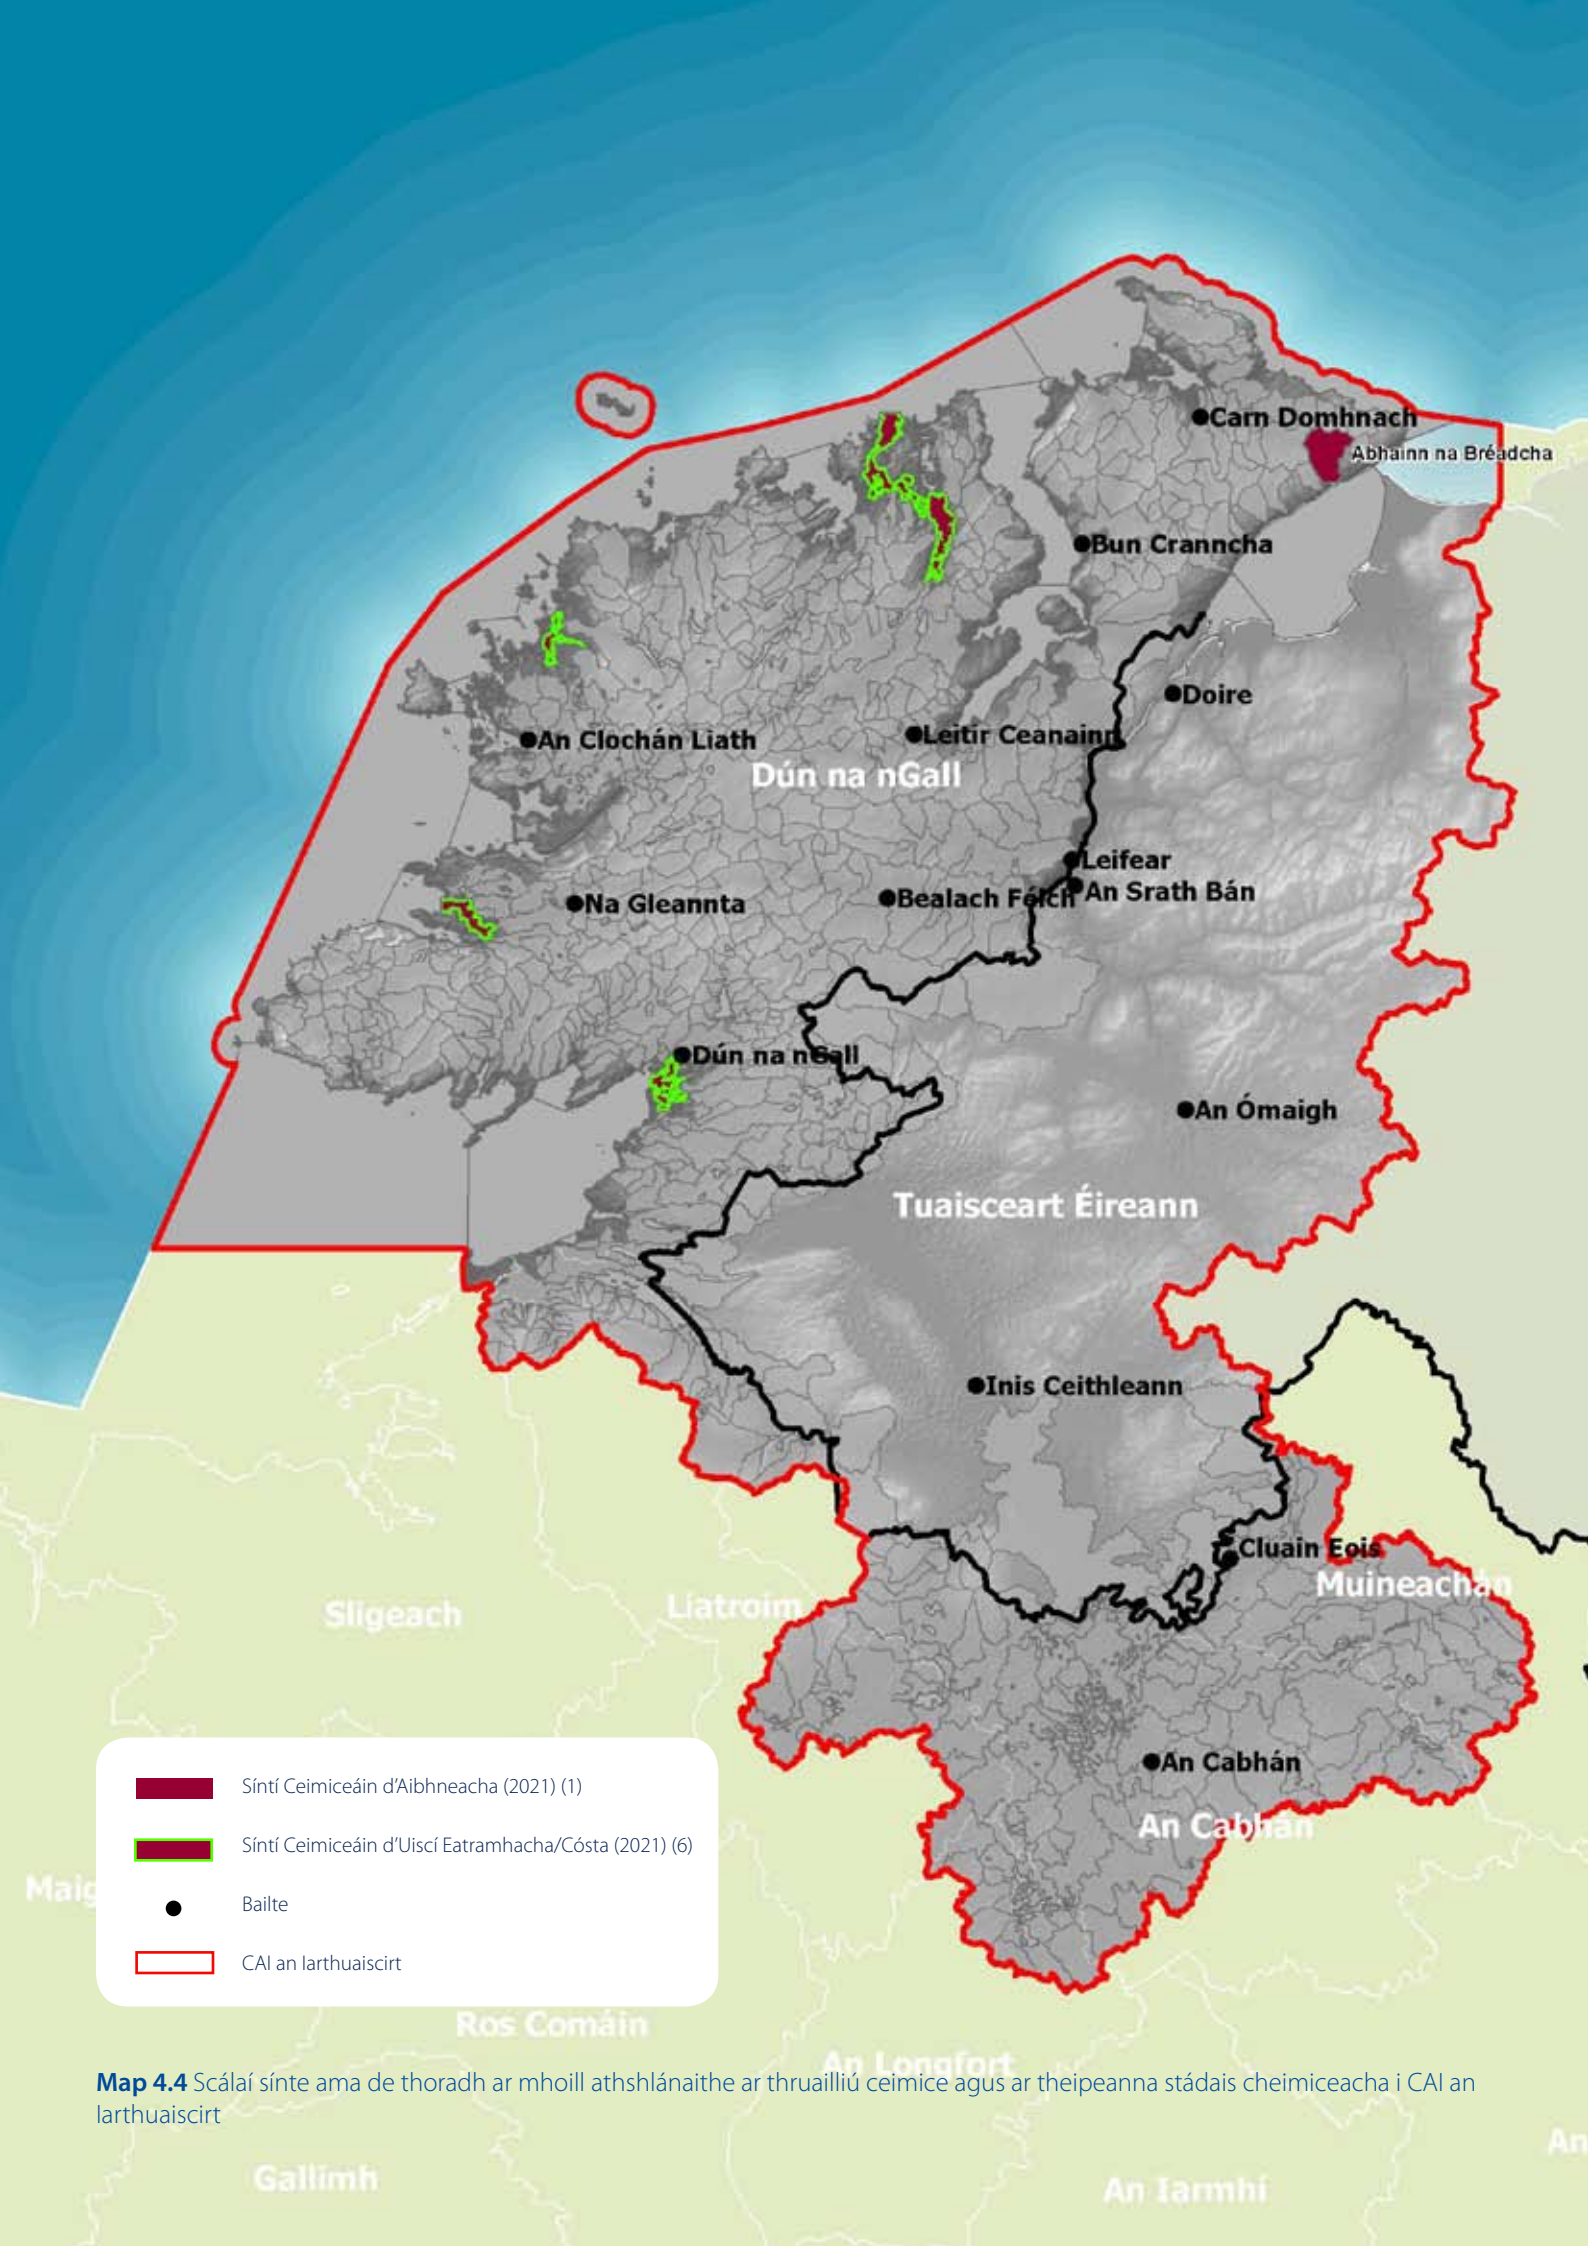 Carn Domhnach
Abhainn na Bréadcha
Bun Cranncha
Doire
An Clochán Liath
Leitir Ceanainn
Dún na nGall
Leifear
An Srath Bán
Na Gleannta
Bealach Féich
Dún na nGall
An Ómaigh
Tuaisceart Éireann
Inis Ceithleann
Cluain Eois
Muineachán
Sligeach
Liatroim
An Cabhán
An Cabhán
Síntí Ceimiceáin d'Aibhneacha (2021) (1)
Síntí Ceimiceáin d'Uiscí Eatramhacha/Cósta (2021) (6)
Maig
Bailte
CAI an Iarthuaiscirt
Ros Comáin
An Longfort
Map 4.4 Scálaí sínte ama de thoradh ar mhoill athshlánaithe ar thruailliú ceimice agus ar theipeanna stádais cheimiceacha i CAI an
Iarthuaiscirt
An
Gallimh
An Iarmhí